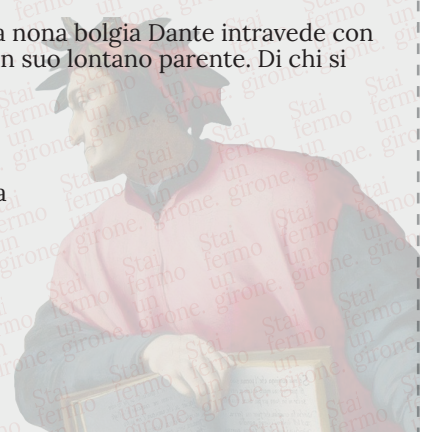 a nona bolgia Dante intravede con
n suo lontano parente. Di chi si
a
Stai
fermo
un
girone.